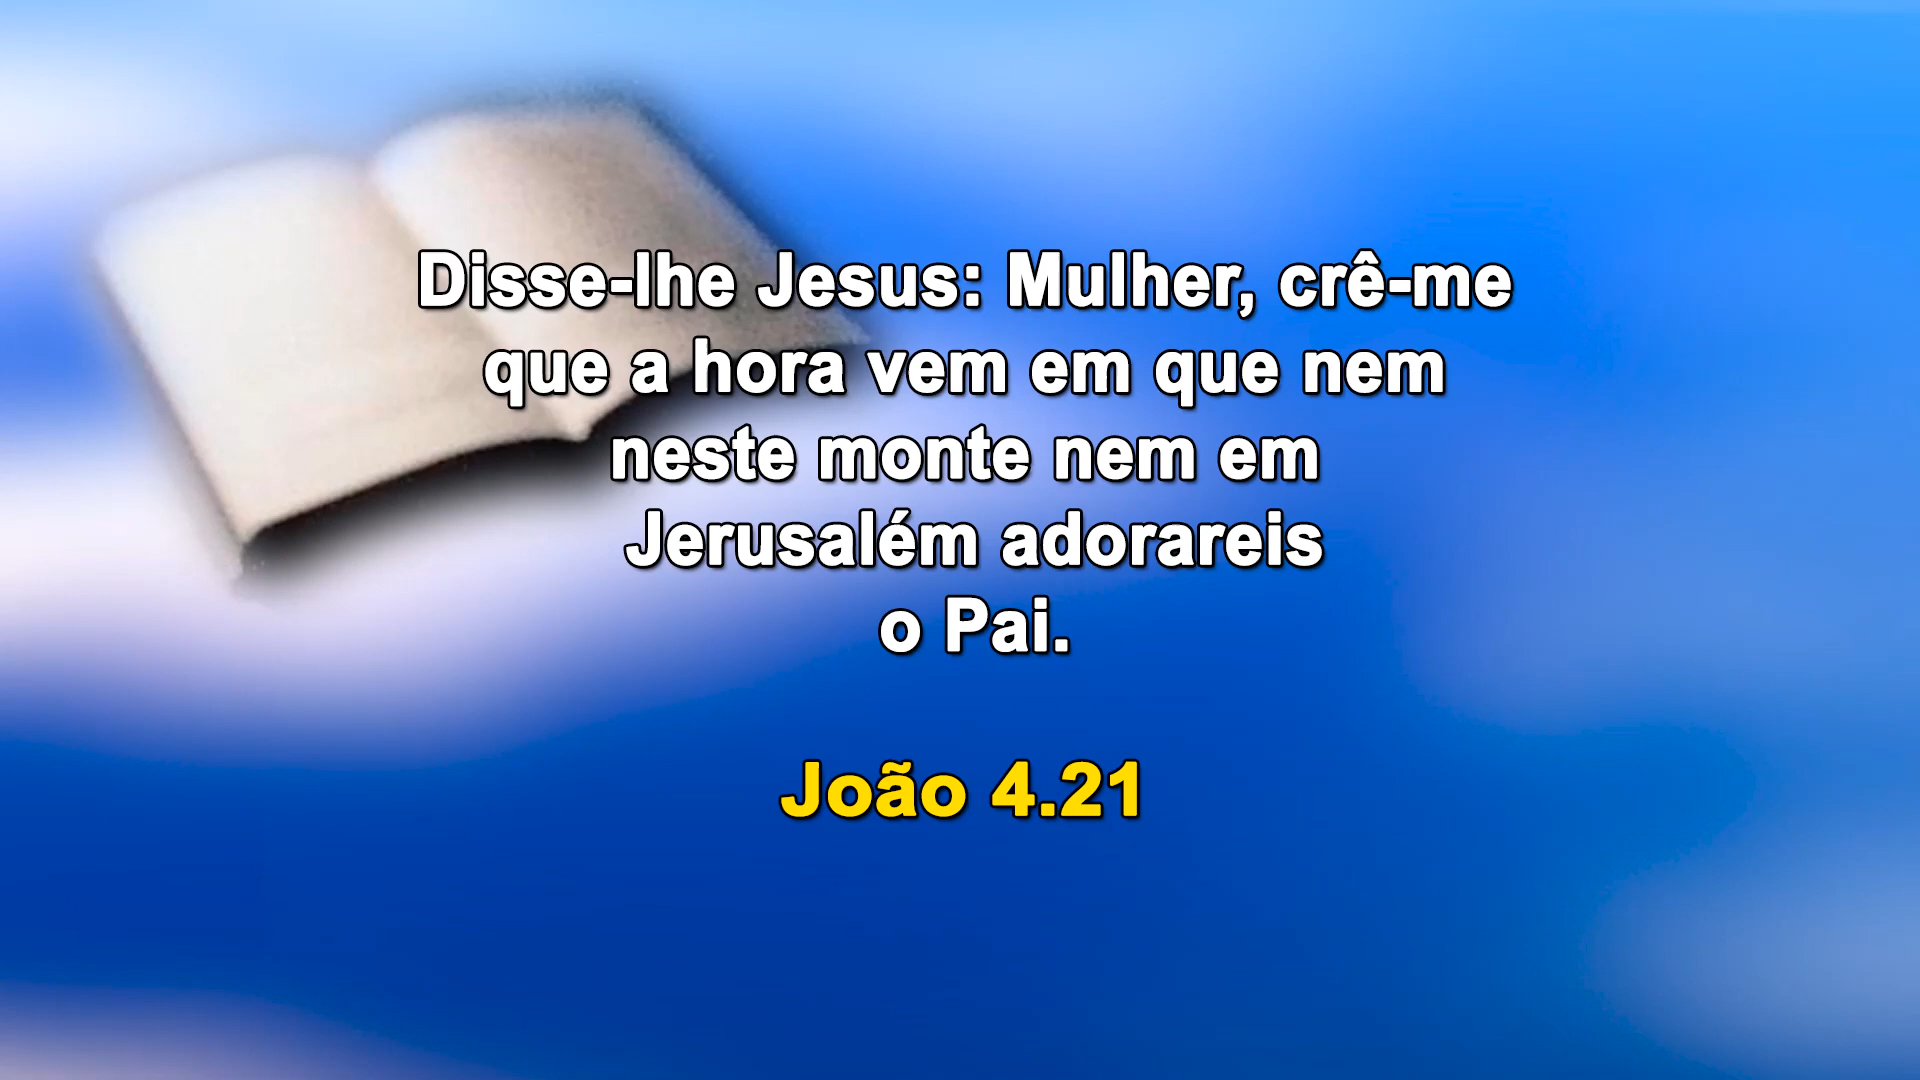 Disse-lhe Jesus: Mulher, crê-me
que a hora vem em que nem
neste monte nem em
Jerusalém adorareis
o Pai.
João 4.21